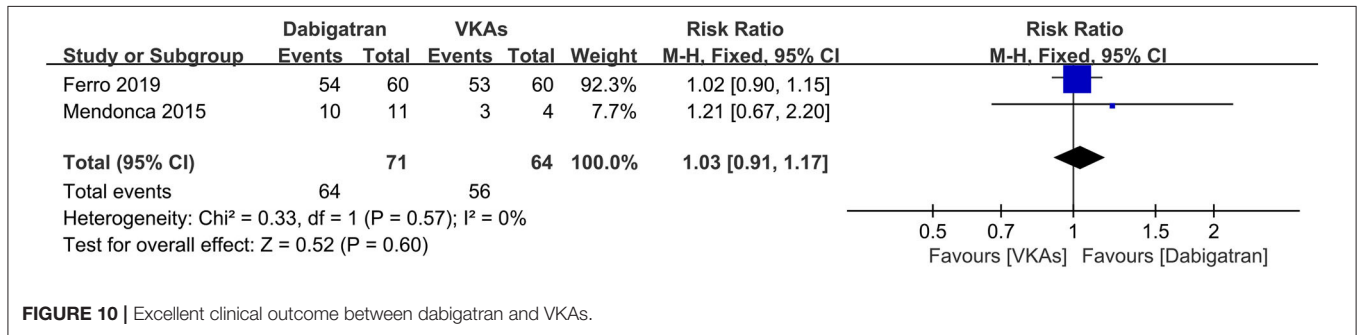 Dabigatran VKAs Risk Ratio Risk Ratio
Study or Subgroup Events Total Events Total Weight M-H, Fixed, 95% CI M-H, Fixed, 95% CI
Ferro 2019 54 60 53 60 92.3% 1.02 [0.90, 1.15]
Mendonca 2015 10 11 3 4 7.7% 1.21 [0.67, 2.20]
Total (95% CI) 71 64 100.0% 1.03 [0.91, 1.17]
Total events 64 56
Heterogeneity: Chi² = 0.33, df = 1 (P = 0.57); I² = 0%
Test for overall effect: Z = 0.52 (P = 0.60)
0.5 0.7 1 1.5 2
Favours [VKAs] Favours [Dabigatran]
FIGURE 10 | Excellent clinical outcome between dabigatran and VKAs.